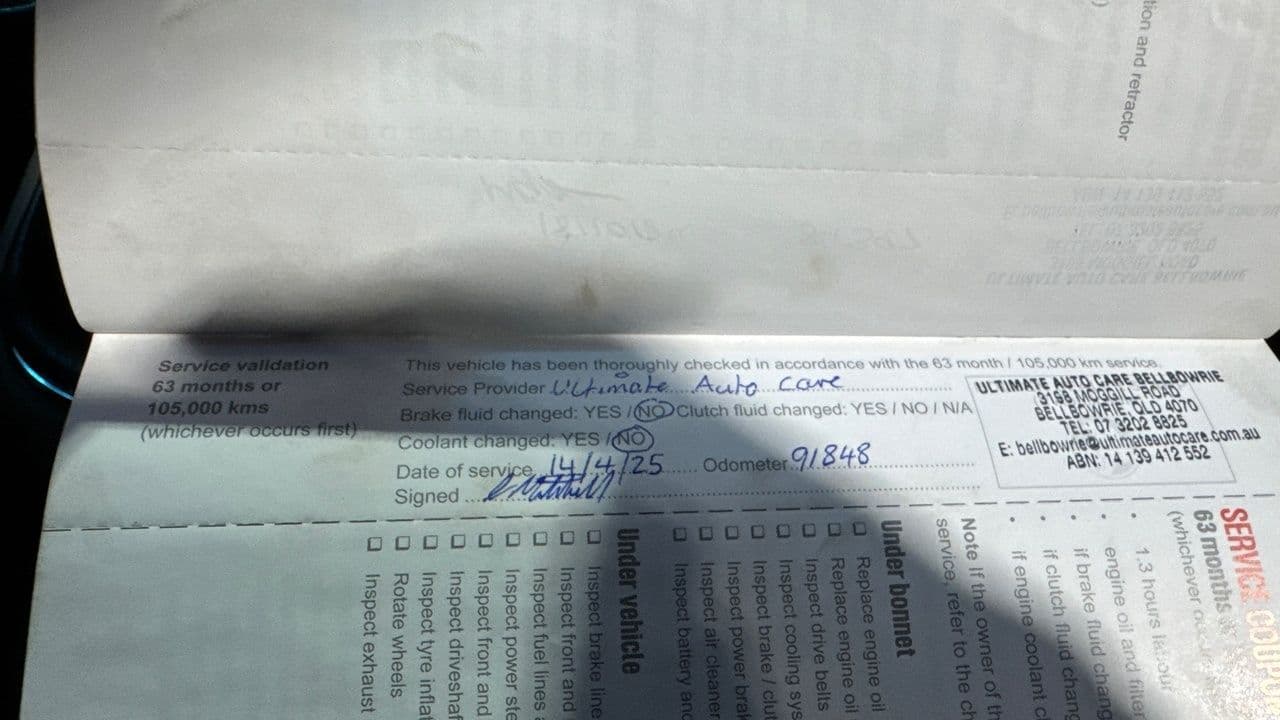 tion and retractor
Service validation
63 months or
105,000 kms
(whichever occurs first)
This vehicle has been thoroughly checked in accordance with the 63 month / 105,000 km service.
Service Provider Ultimate Auto Care
Brake fluid changed: YES / NO Clutch fluid changed: YES / NO / N/A
Coolant changed: YES / NO
Date of service 14/4/25 Odometer 91848
Signed
ULTIMATE AUTO CARE BELLBOWRIE
3198 MOGGILL ROAD
BELLBOWRIE, QLD 4070
TEL: 07 3202 8825
E: bellbowrie@ultimateautocare.com.au
ABN: 14 139 412 552
SERVICE COUPON
63 months or
(whichever
• 1.3 hours labour
engine oil and filter
• if brake fluid chang
• if clutch fluid chan
• if engine coolant c
Note If the owner of th
service, refer to the ch
Under bonnet
Replace engine oil
Replace engine oil
Inspect drive belts
Inspect cooling sys
Inspect brake / clut
Inspect power brak
Inspect air cleaner
Inspect battery and
Under vehicle
Inspect brake line
Inspect front and
Inspect fuel lines
Inspect power ste
Inspect front and
Inspect driveshaf
Inspect tyre inflat
Rotate wheels
Inspect exhaust